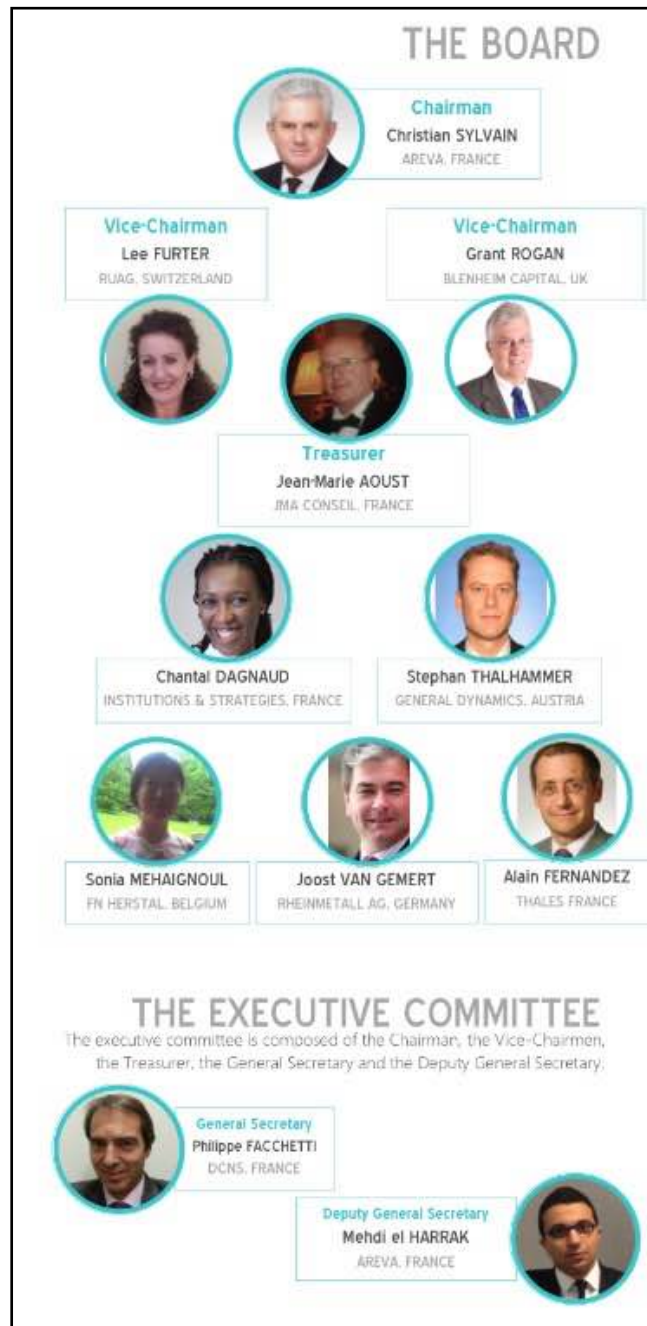 THE BOARD
Chairman
Christian SYLVAIN
AREVA, FRANCE
Vice-Chairman
Lee FURTER
RUAG, SWITZERLAND
Vice-Chairman
Grant ROGAN
BLENHEIM CAPITAL, UK
Treasurer
Jean-Marie AOUST
JMA CONSEIL, FRANCE
Chantal DAGNAUD
INSTITUTIONS & STRATEGIES, FRANCE
Stephan THALHAMMER
GENERAL DYNAMICS, AUSTRIA
Sonia MEHAIGNOUL
FN HERSTAL, BELGIUM
Joost VAN GEMERT
RHEINMETALL AG, GERMANY
Alain FERNANDEZ
THALES FRANCE
THE EXECUTIVE COMMITTEE
The executive committee is composed of the Chairman, the Vice-Chairmen,
the Treasurer, the General Secretary and the Deputy General Secretary.
General Secretary
Philippe FACCHETTI
DCNS, FRANCE
Deputy General Secretary
Mehdi el HARRAK
AREVA, FRANCE